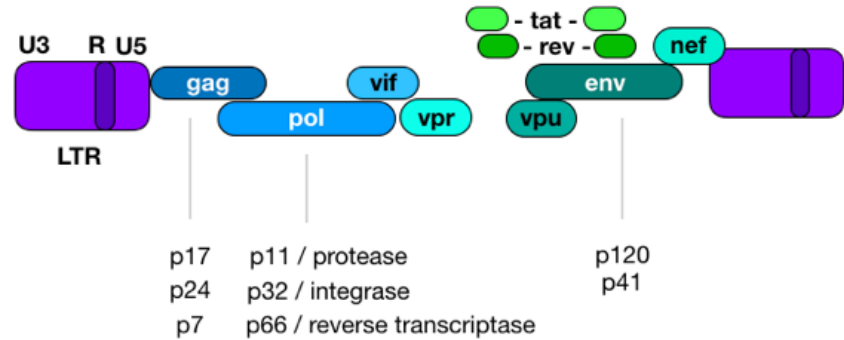 - tat -
U3 R U5
- rev -
nef
gag
vif
env
pol
vpr
vpu
LTR
p17 p11 / protease p120
p24 p32 / integrase p41
p7 p66 / reverse transcriptase